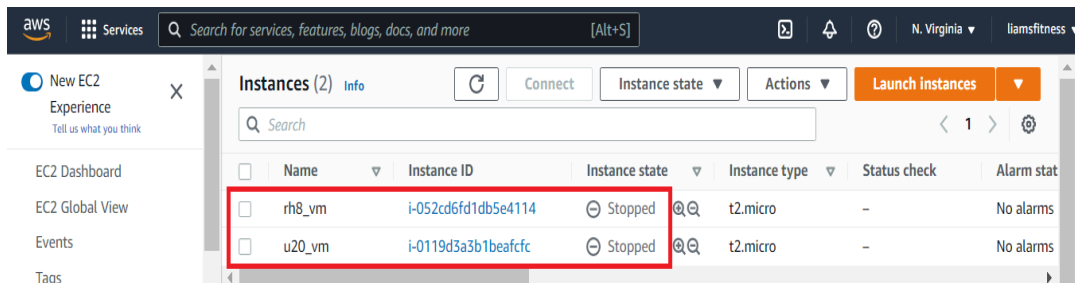 aws Services Search for services, features, blogs, docs, and more [Alt+S] N. Virginia liamsfitness
New EC2 Experience
Tell us what you think
EC2 Dashboard
EC2 Global View
Events
Tags
Instances (2) Info Connect Instance state Actions Launch instances
Search 1
Name Instance ID Instance state Instance type Status check Alarm stat
rh8_vm i-052cd6fd1db5e4114 Stopped t2.micro – No alarms
u20_vm i-0119d3a3b1beafcfc Stopped t2.micro – No alarms